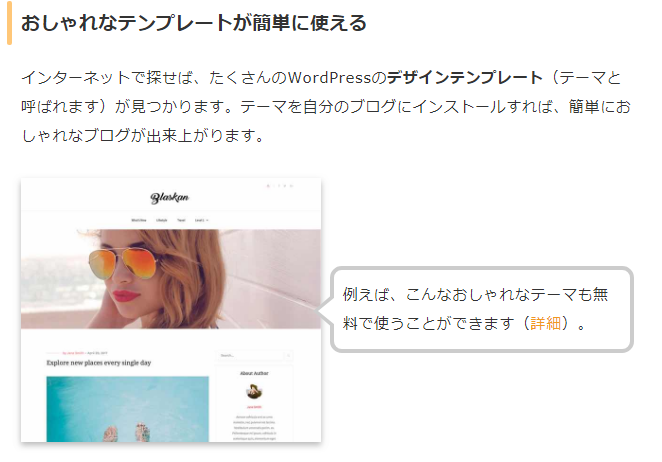 おしゃれなテンプレートが簡単に使える
インターネットで探せば、たくさんのWordPressのデザインテンプレート（テーマと
呼ばれます）が見つかります。テーマを自分のブログにインストールすれば、簡単にお
しゃれなブログが出来上がります。
Blaskan
例えば、こんなおしゃれなテーマも無
料で使うことができます（詳細）。
Explore new places every single day
Search...
About Author